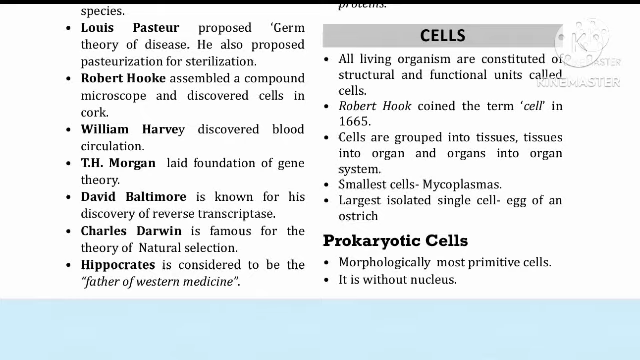 species.
• Louis Pasteur proposed 'Germ
theory of disease. He also proposed
pasteurization for sterilization.
• Robert Hooke assembled a compound
microscope and discovered cells in
cork.
• William Harvey discovered blood
circulation.
• T.H. Morgan laid foundation of gene
theory.
• David Baltimore is known for his
discovery of reverse transcriptase.
• Charles Darwin is famous for the
theory of Natural selection.
• Hippocrates is considered to be the
"father of western medicine".
proteins.
CELLS
• All living organism are constituted of
structural and functional units called
cells.
• Robert Hook coined the term 'cell' in
1665.
• Cells are grouped into tissues, tissues
into organ and organs into organ
system.
• Smallest cells- Mycoplasmas.
• Largest isolated single cell- egg of an
ostrich
Prokaryotic Cells
• Morphologically most primitive cells.
• It is without nucleus.
KINEMASTER